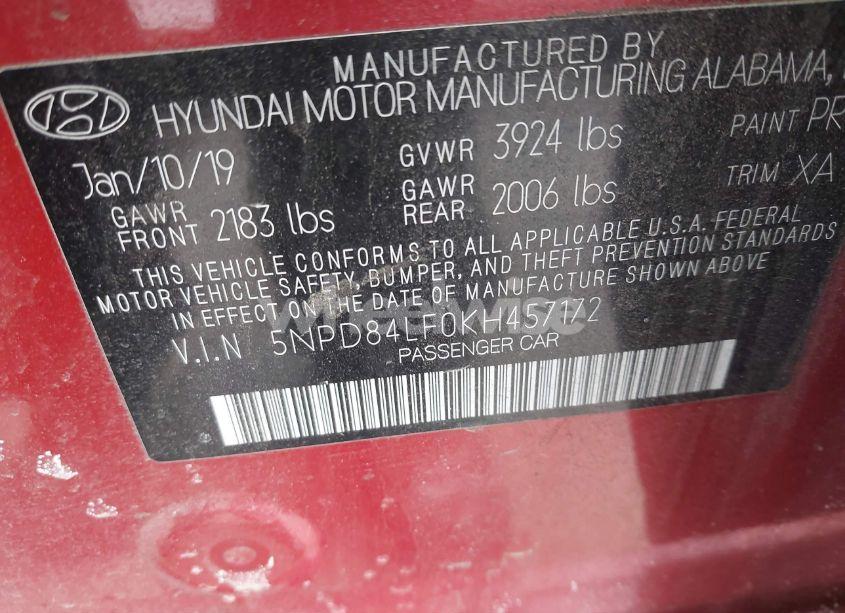 MANUFACTURED BY
HYUNDAI MOTOR MANUFACTURING ALABAMA,
Jan/10/19 GVWR 3924 lbs PAINT PR
GAWR FRONT 2183 lbs GAWR REAR 2006 lbs TRIM XA
THIS VEHICLE CONFORMS TO ALL APPLICABLE U.S.A. FEDERAL
MOTOR VEHICLE SAFETY, BUMPER, AND THEFT PREVENTION STANDARDS
IN EFFECT ON THE DATE OF MANUFACTURE SHOWN ABOVE
V.I.N 5NPD84LF0KH457172
PASSENGER CAR